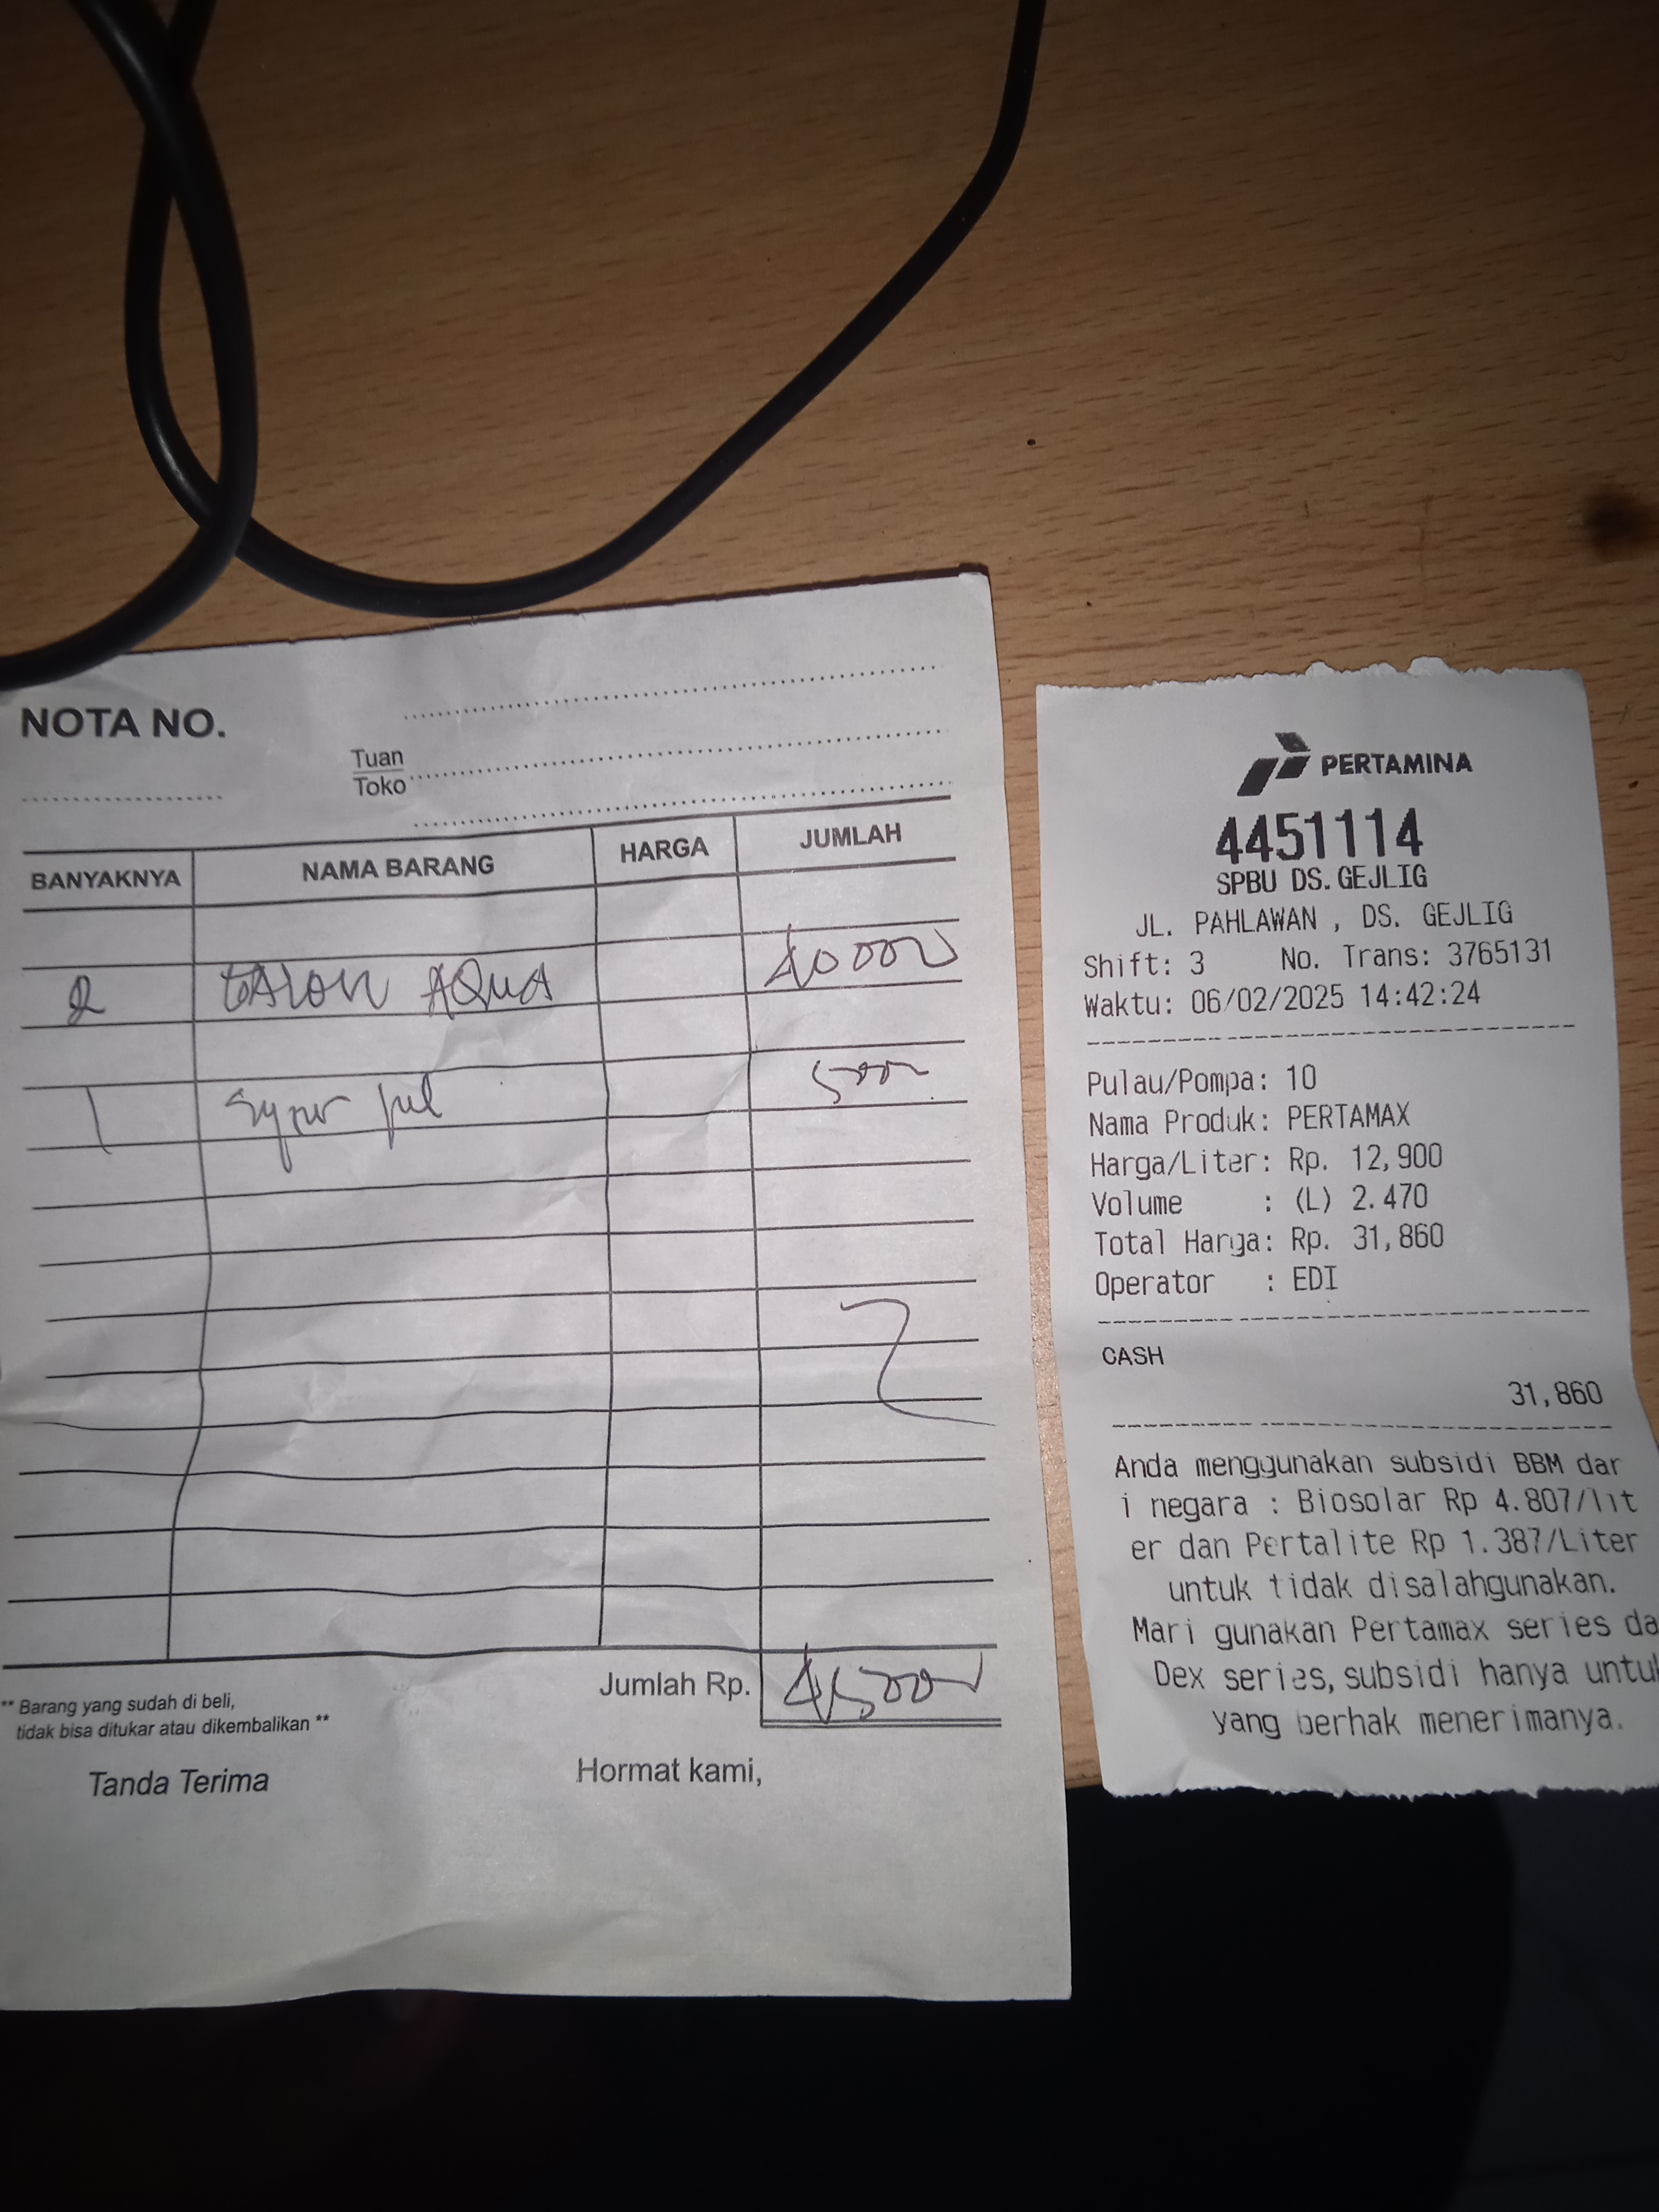 NOTA NO.
Tuan
Toko
BANYAKNYA NAMA BARANG HARGA JUMLAH
2 GALON AQUA 40000
1 5000
Jumlah Rp. 45000
** Barang yang sudah di beli,
tidak bisa ditukar atau dikembalikan **
Tanda Terima Hormat kami,
PERTAMINA
4451114
SPBU DS. GEJLIG
JL. PAHLAWAN , DS. GEJLIG
Shift: 3 No. Trans: 3765131
Waktu: 06/02/2025 14:42:24
Pulau/Pompa: 10
Nama Produk: PERTAMAX
Harga/Liter: Rp. 12,900
Volume : (L) 2.470
Total Harga: Rp. 31,860
Operator : EDI
CASH
31,860
Anda menggunakan subsidi BBM dar
i negara : Biosolar Rp 4.807/lit
er dan Pertalite Rp 1.387/Liter
untuk tidak disalahgunakan.
Mari gunakan Pertamax series da
Dex series, subsidi hanya untuk
yang berhak menerimanya.